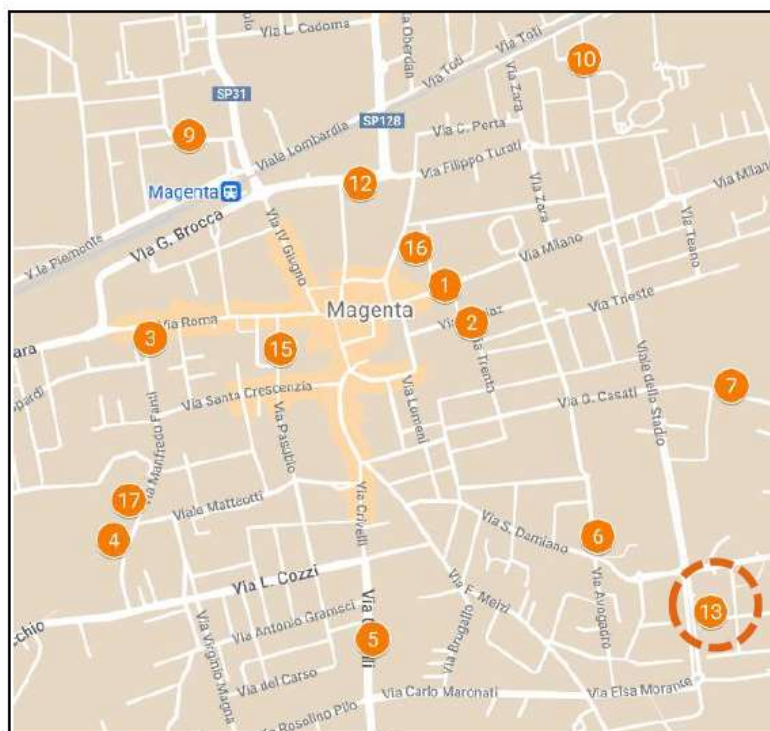 Via L. Cadorna
Via Oberdan
Via Toti
Via Toti
10
SP31
SP128
Via Zara
Via C. Perta
9
Viale Lombardia
Via Filippo Turati
Via Milano
Magenta
12
Via Zara
V.le Piemonte
Via G. Brocca
Via IV Giugno
16
Via Milano
Via Teano
1
Via Roma
Magenta
2
Via Trieste
3
15
Via Trento
Viale dello Stadio
7
Via Santa Crescenzia
Via G. Casati
Via Lomeni
Via Manfredo Fanti
Via Pasubio
17
Viale Matteotti
4
Via Crivelli
Via S. Damiano
6
Via L. Cozzi
Via F. Melzi
Via Avogadro
13
Via Antonio Gramsci
5
Via Brugallo
Via Virginio Magna
Via del Carso
Via Carlo Maronati
Via Elsa Morante
Via Rosolino Pilo